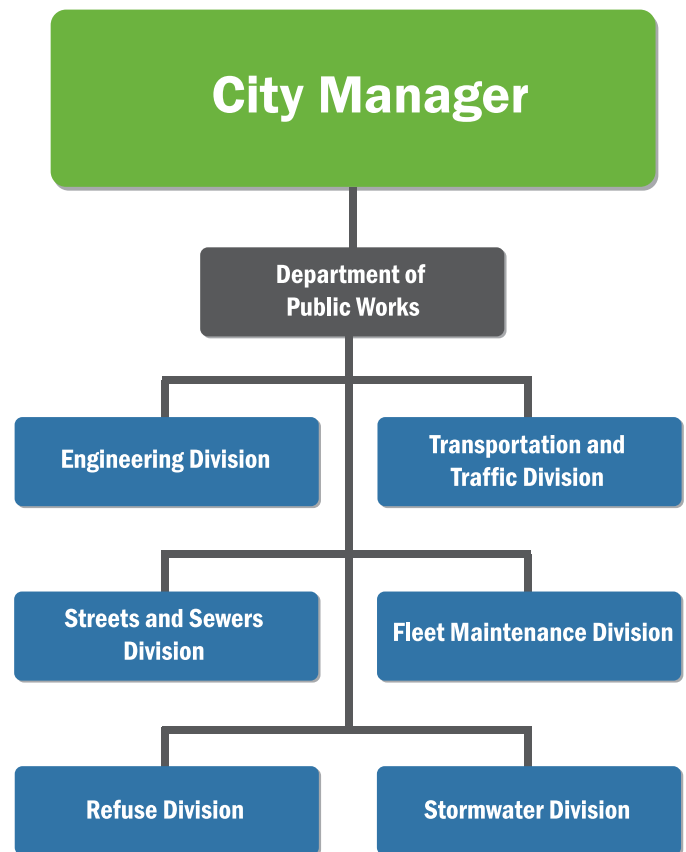 City Manager
Department of
Public Works
Engineering Division
Transportation and
Traffic Division
Streets and Sewers
Division
Fleet Maintenance Division
Refuse Division
Stormwater Division